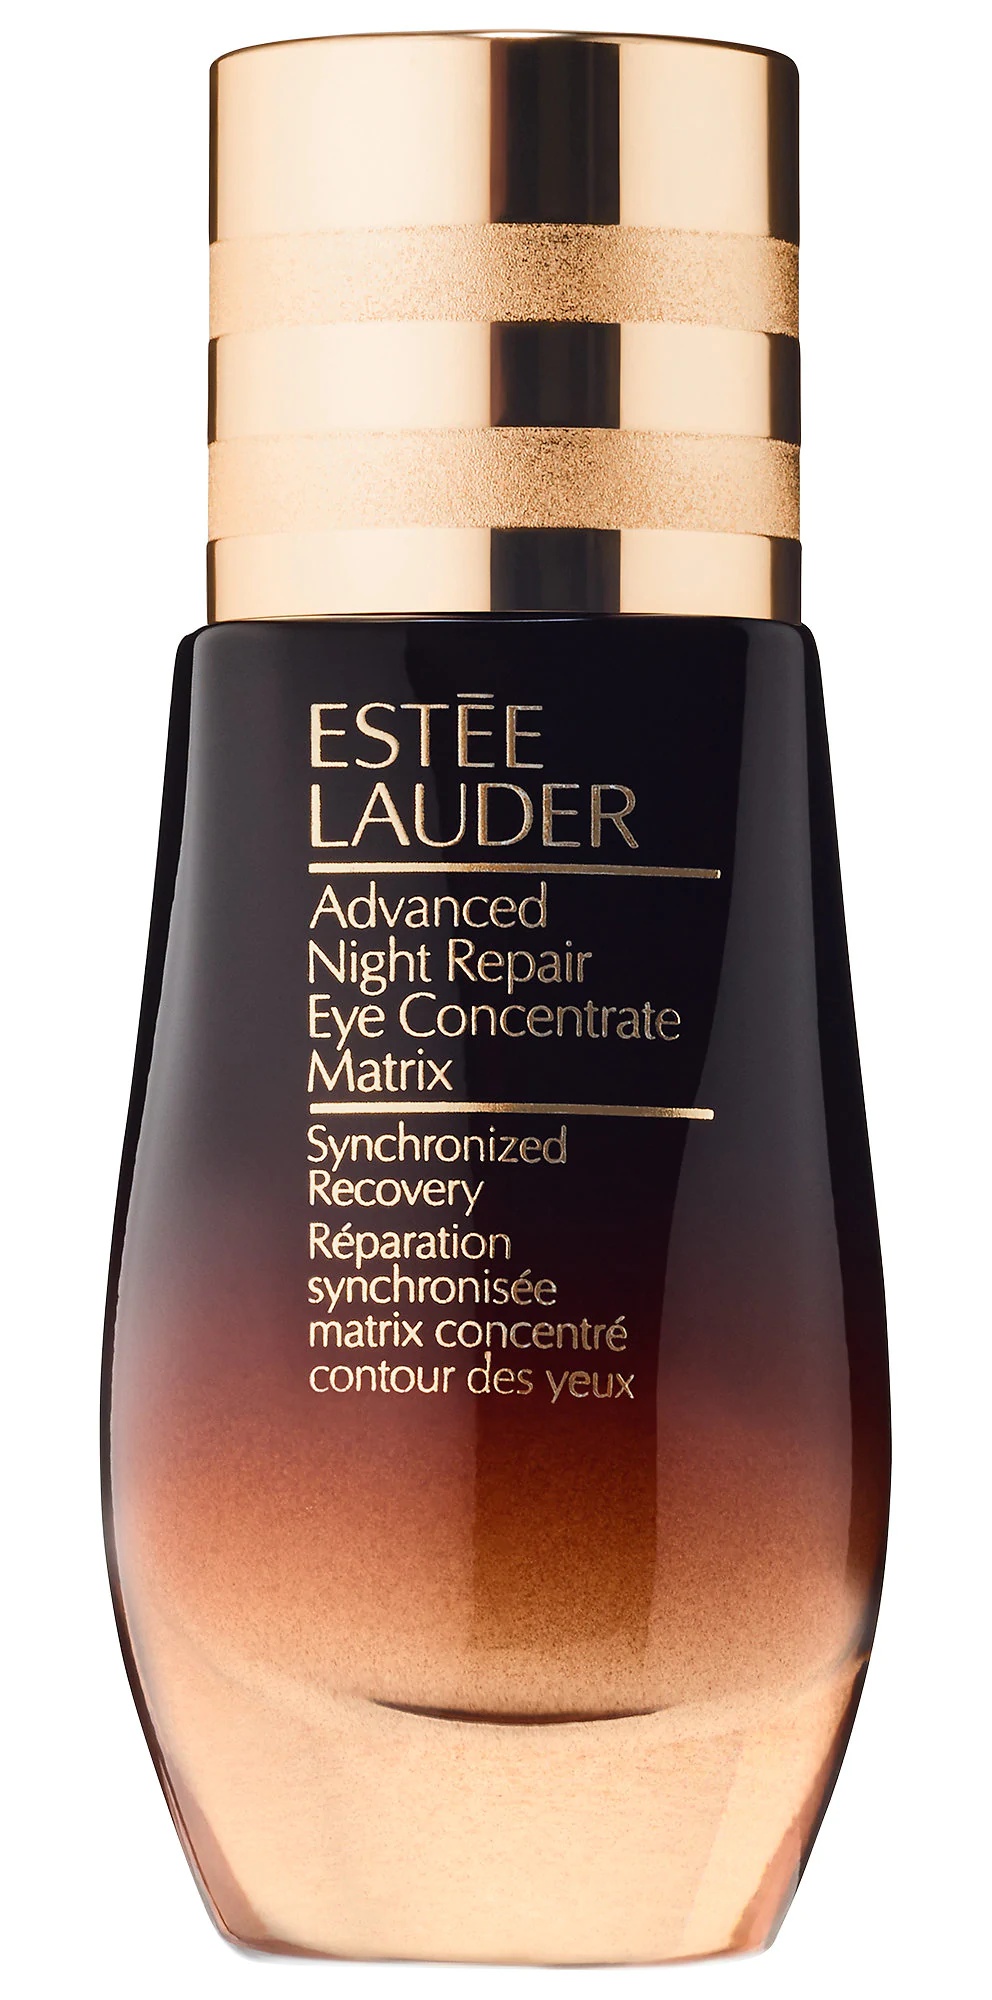 ESTĒE
LAUDER
Advanced
Night Repair
Eye Concentrate
Matrix
Synchronized
Recovery
Réparation
synchronisée
matrix concentré
contour des yeux